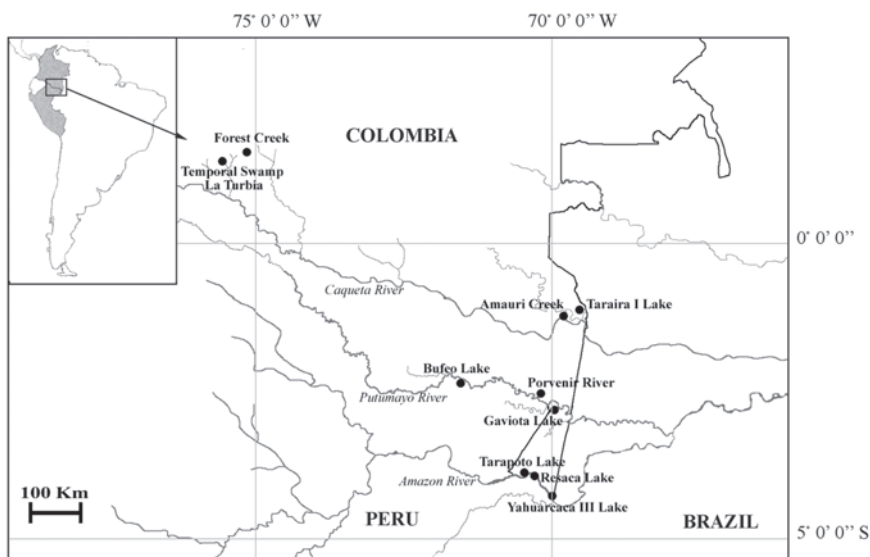 75° 0' 0'' W
70° 0' 0'' W
Forest Creek
COLOMBIA
Temporal Swamp
La Turbia
0° 0' 0''
Caqueta River
Amauri Creek
Taraira I Lake
Bufeo Lake
Porvenir River
Putumayo River
Gaviota Lake
Tarapoto Lake
Resaca Lake
Amazon River
Yahuarcaca III Lake
100 Km
PERU
BRAZIL
5° 0' 0'' S